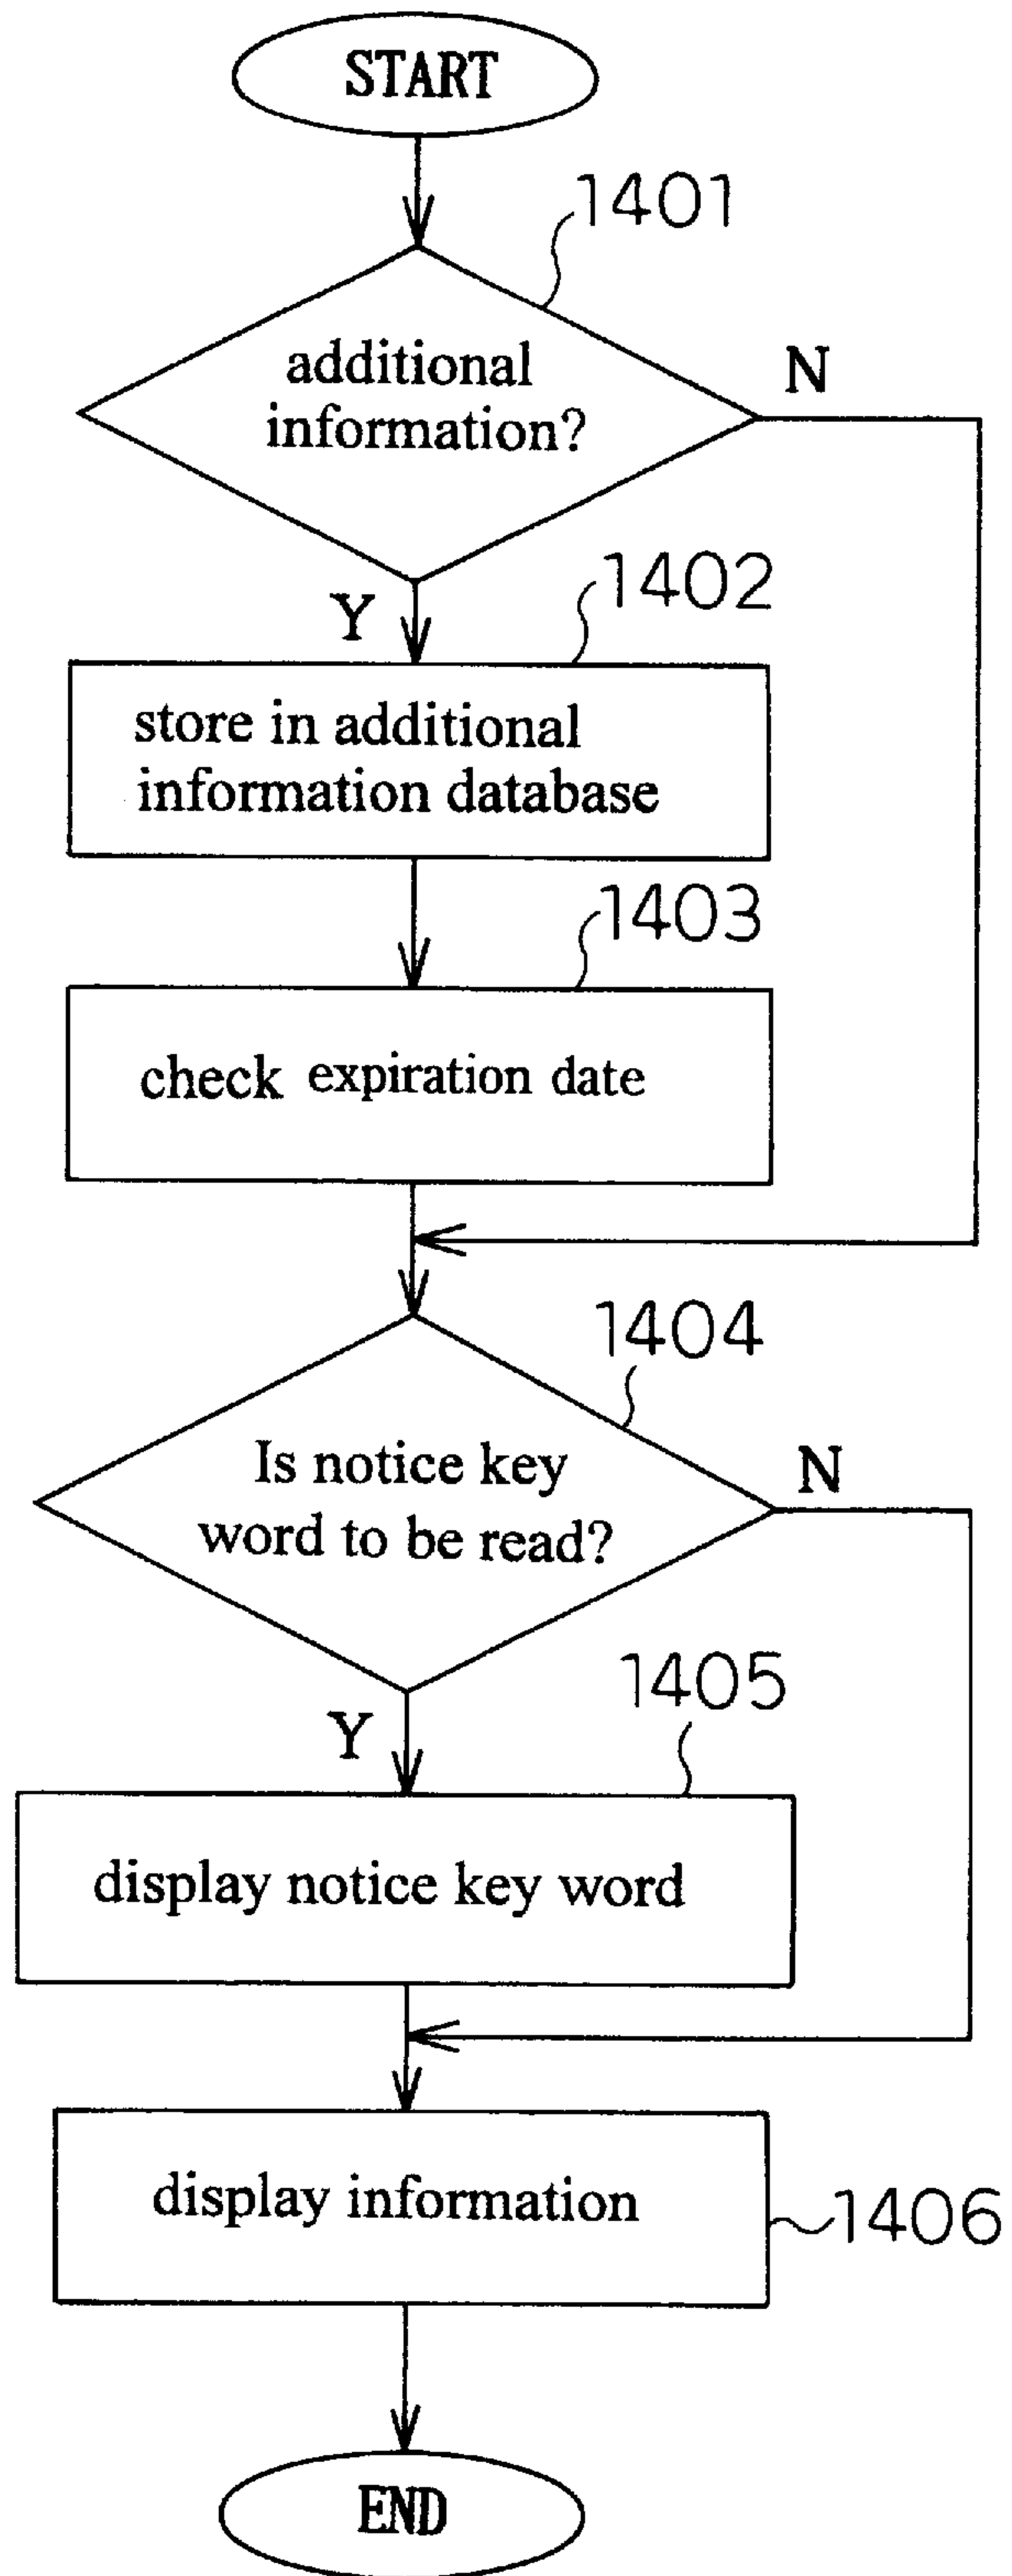 START
1401
additional
information?
N
Y
1402
store in additional
information database
1403
check expiration date
1404
Is notice key
word to be read?
N
Y
1405
display notice key word
display information
1406
END